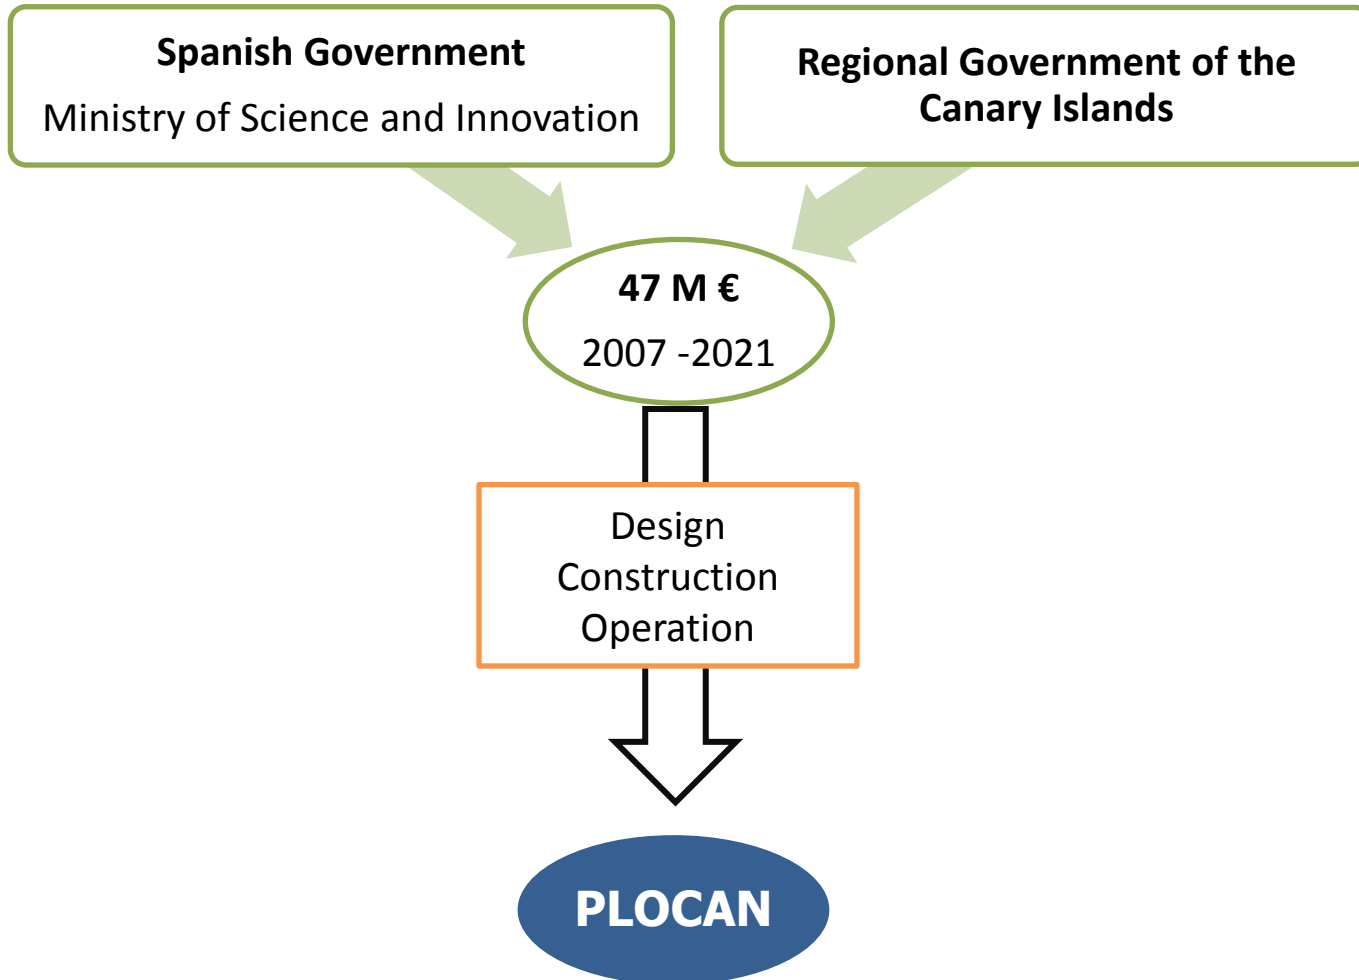 Spanish Government
Ministry of Science and Innovation
Regional Government of the
Canary Islands
47 M €
2007 -2021
Design
Construction
Operation
PLOCAN